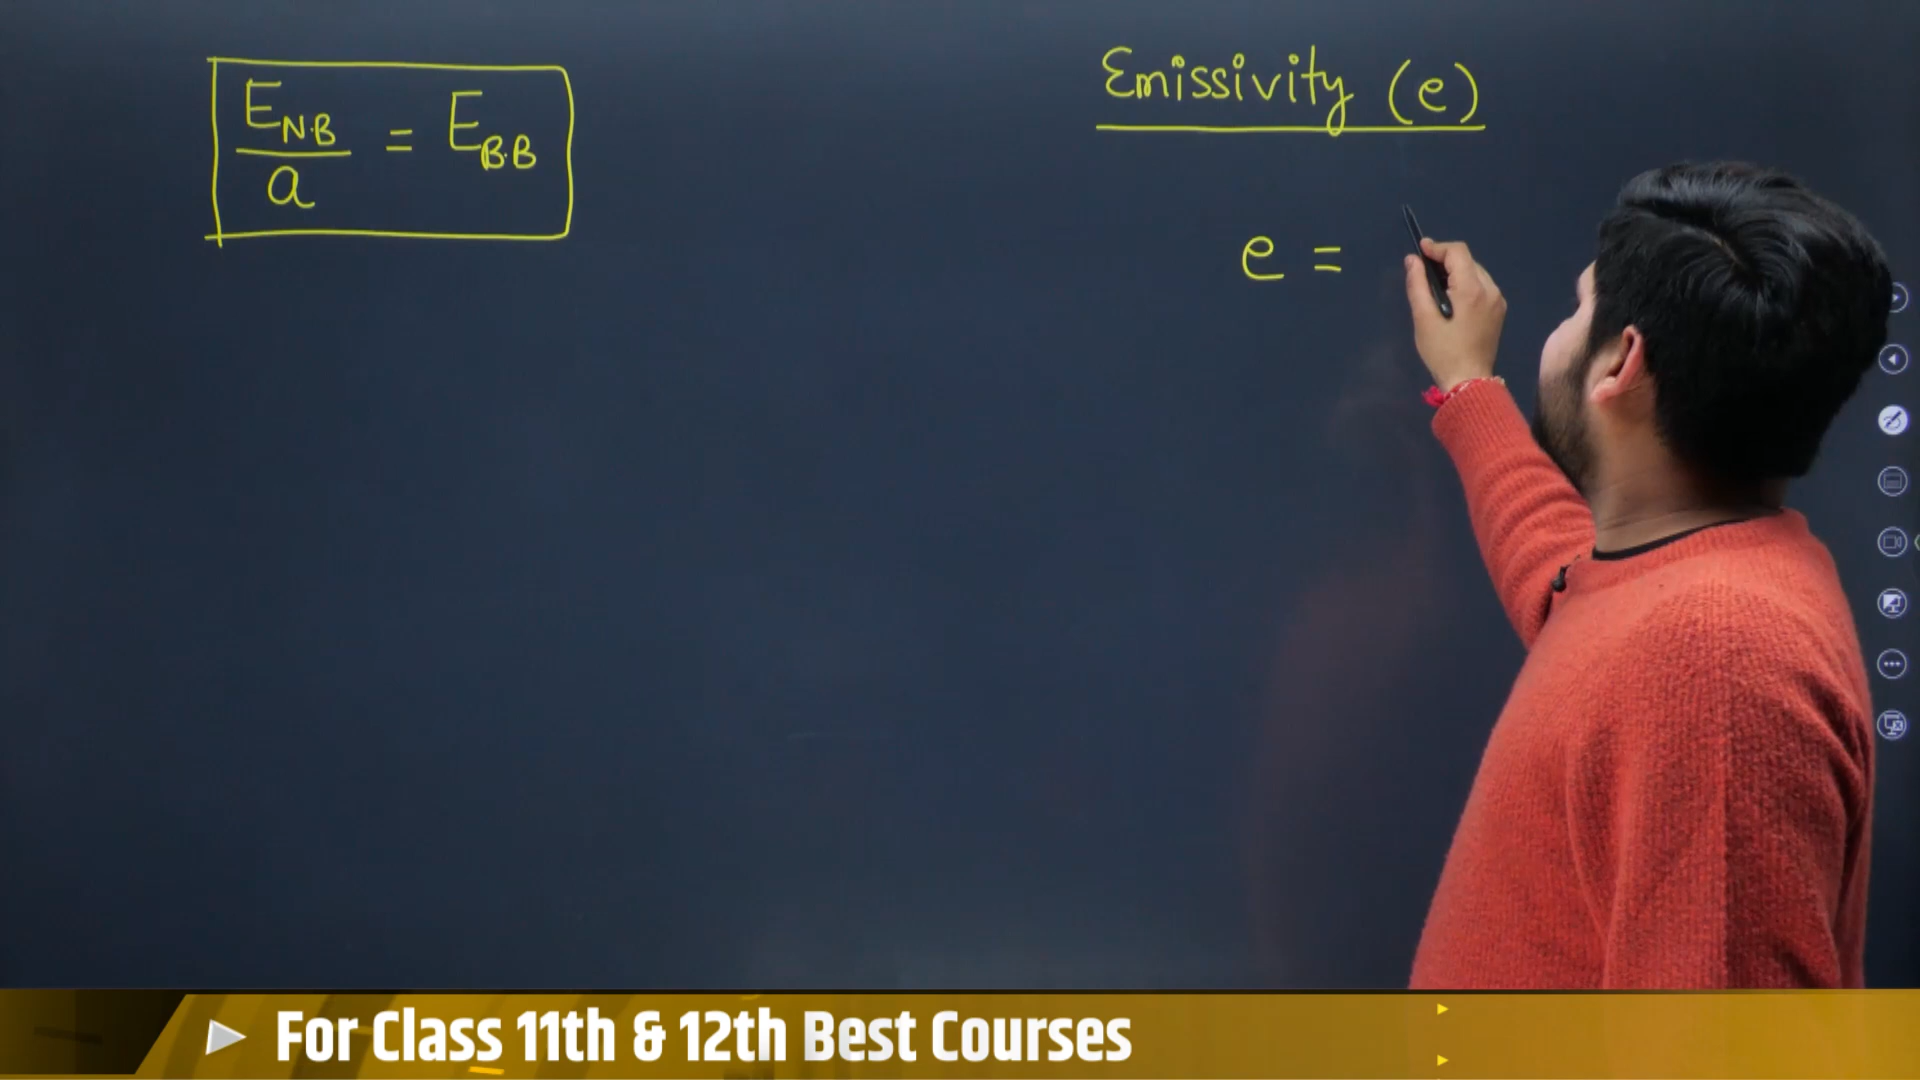 E_N.B / a = E_B.B
Emissivity (e)
e =
For Class 11th & 12th Best Courses